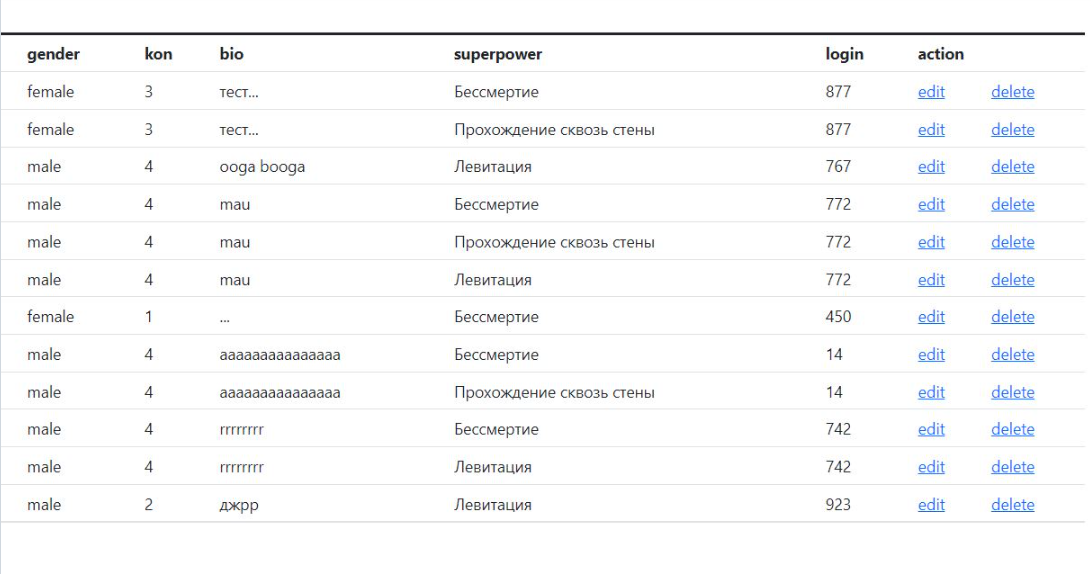 gender kon bio superpower login action
female 3 тест... Бессмертие 877 edit delete
female 3 тест... Прохождение сквозь стены 877 edit delete
male 4 ooga booga Левитация 767 edit delete
male 4 mau Бессмертие 772 edit delete
male 4 mau Прохождение сквозь стены 772 edit delete
male 4 mau Левитация 772 edit delete
female 1 ... Бессмертие 450 edit delete
male 4 aaaaaaaaaaaaaaa Бессмертие 14 edit delete
male 4 aaaaaaaaaaaaaaa Прохождение сквозь стены 14 edit delete
male 4 rrrrrrrr Бессмертие 742 edit delete
male 4 rrrrrrrr Левитация 742 edit delete
male 2 джрр Левитация 923 edit delete